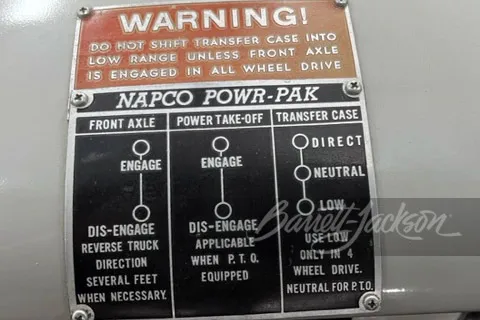 WARNING!
DO NOT SHIFT TRANSFER CASE INTO
LOW RANGE UNLESS FRONT AXLE
IS ENGAGED IN ALL WHEEL DRIVE
NAPCO POWR-PAK
FRONT AXLE
ENGAGE
DIS-ENGAGE
REVERSE TRUCK
DIRECTION
SEVERAL FEET
WHEN NECESSARY.
POWER TAKE-OFF
ENGAGE
DIS-ENGAGE
APPLICABLE
WHEN P. T. O.
EQUIPPED
TRANSFER CASE
DIRECT
NEUTRAL
LOW
USE LOW
ONLY IN 4
WHEEL DRIVE.
NEUTRAL FOR P.T.O.
Barrett-Jackson